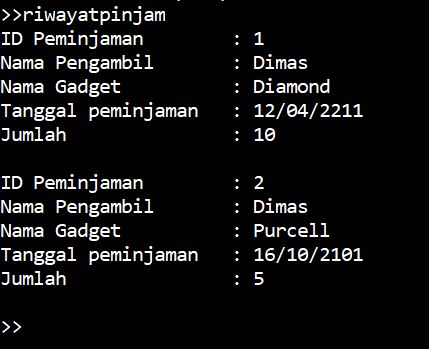 >>riwayatpinjam
ID Peminjaman : 1
Nama Pengambil : Dimas
Nama Gadget : Diamond
Tanggal peminjaman : 12/04/2211
Jumlah : 10
ID Peminjaman : 2
Nama Pengambil : Dimas
Nama Gadget : Purcell
Tanggal peminjaman : 16/10/2101
Jumlah : 5
>>